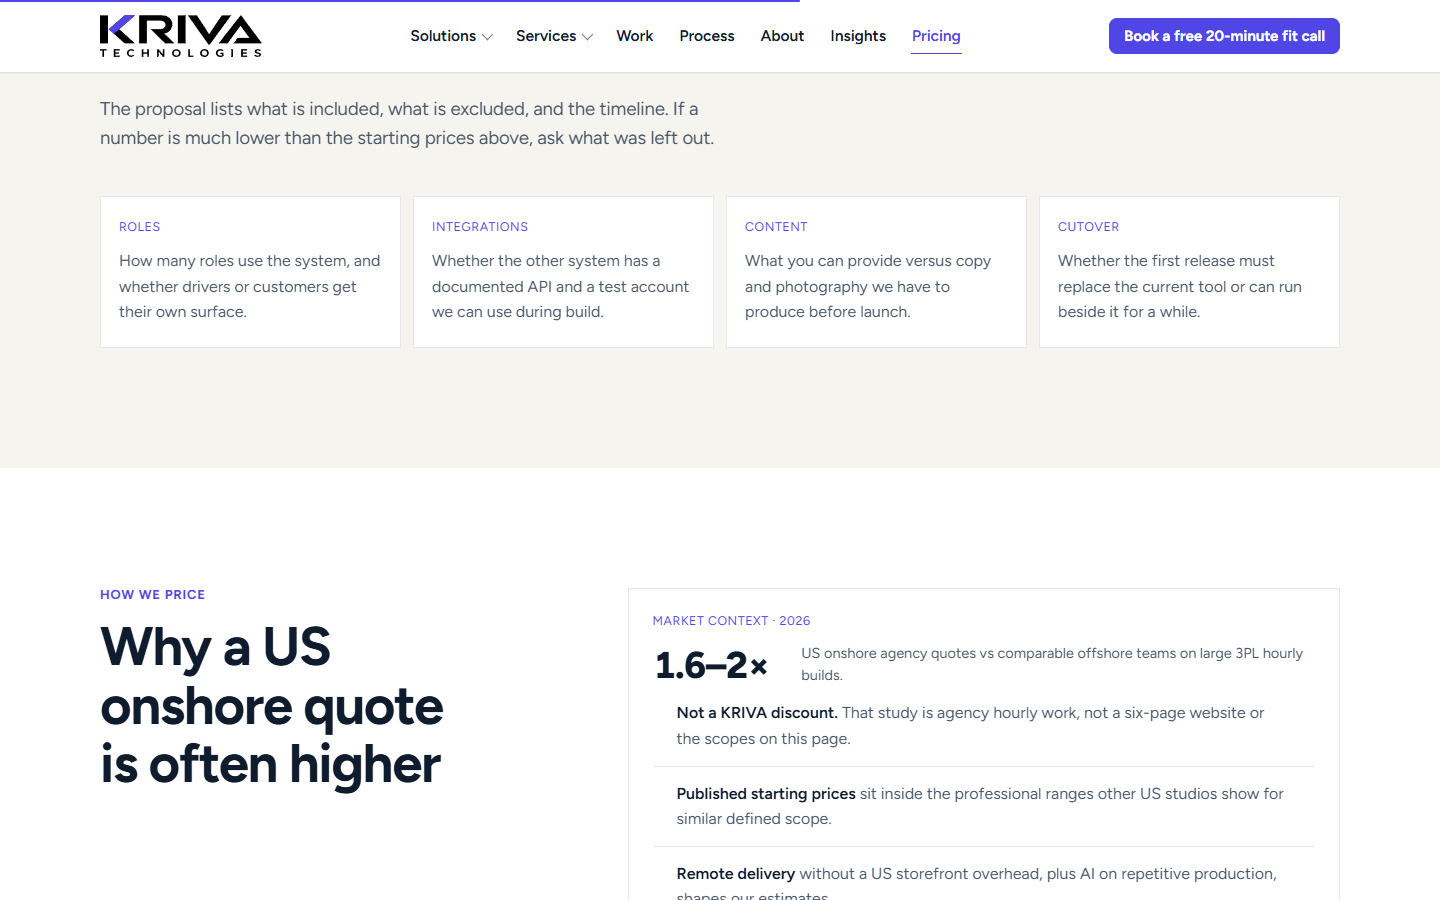 KRIVA
TECHNOLOGIES
Solutions
Services
Work
Process
About
Insights
Pricing
Book a free 20-minute fit call
The proposal lists what is included, what is excluded, and the timeline. If a
number is much lower than the starting prices above, ask what was left out.
ROLES
How many roles use the system, and
whether drivers or customers get
their own surface.
INTEGRATIONS
Whether the other system has a
documented API and a test account
we can use during build.
CONTENT
What you can provide versus copy
and photography we have to
produce before launch.
CUTOVER
Whether the first release must
replace the current tool or can run
beside it for a while.
HOW WE PRICE
Why a US
onshore quote
is often higher
MARKET CONTEXT · 2026
1.6–2×
US onshore agency quotes vs comparable offshore teams on large 3PL hourly
builds.
Not a KRIVA discount. That study is agency hourly work, not a six-page website or
the scopes on this page.
Published starting prices sit inside the professional ranges other US studios show for
similar defined scope.
Remote delivery without a US storefront overhead, plus AI on repetitive production,
shapes our estimates.